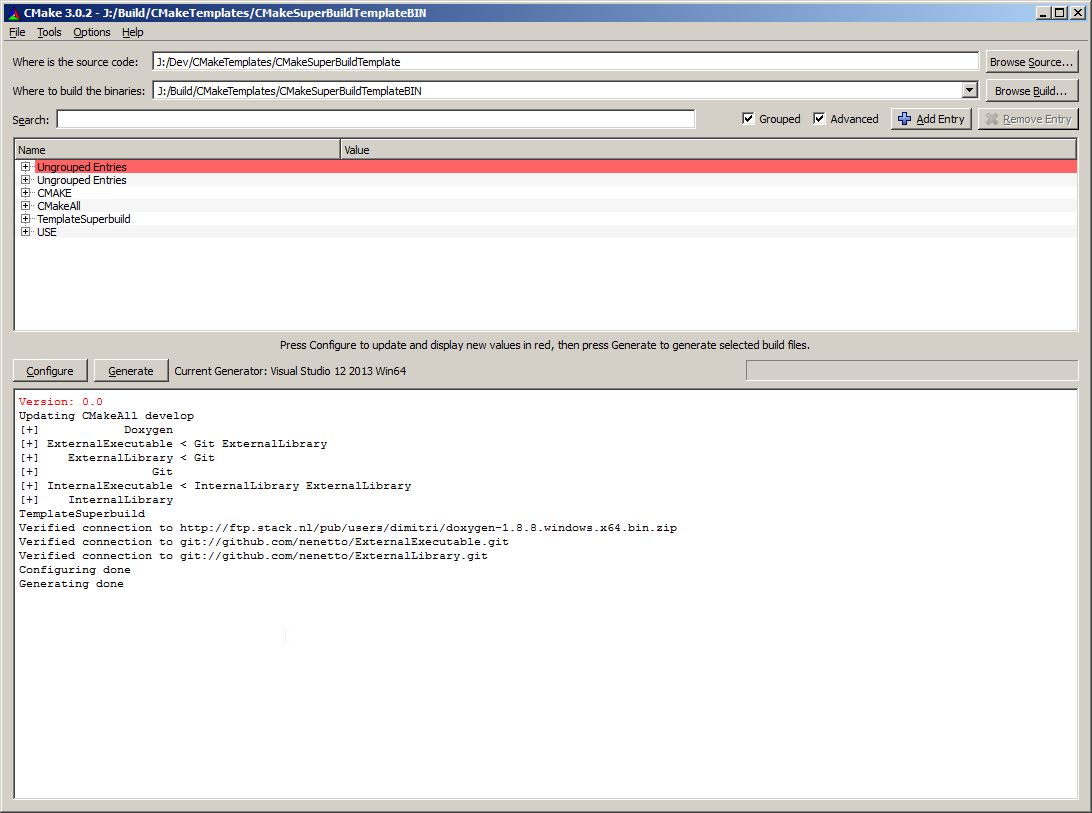 CMake 3.0.2 - J:/Build/CMakeTemplates/CMakeSuperBuildTemplateBIN
File Tools Options Help
Where is the source code: J:/Dev/CMakeTemplates/CMakeSuperBuildTemplate Browse Source...
Where to build the binaries: J:/Build/CMakeTemplates/CMakeSuperBuildTemplateBIN Browse Build...
Search: Grouped Advanced Add Entry Remove Entry
Name Value
Ungrouped Entries
Ungrouped Entries
CMAKE
CMakeAll
TemplateSuperbuild
USE
Press Configure to update and display new values in red, then press Generate to generate selected build files.
Configure Generate Current Generator: Visual Studio 12 2013 Win64
Version: 0.0
Updating CMakeAll develop
[+] Doxygen
[+] ExternalExecutable < Git ExternalLibrary
[+] ExternalLibrary < Git
[+] Git
[+] InternalExecutable < InternalLibrary ExternalLibrary
[+] InternalLibrary
TemplateSuperbuild
Verified connection to http://ftp.stack.nl/pub/users/dimitri/doxygen-1.8.8.windows.x64.bin.zip
Verified connection to git://github.com/nenetto/ExternalExecutable.git
Verified connection to git://github.com/nenetto/ExternalLibrary.git
Configuring done
Generating done